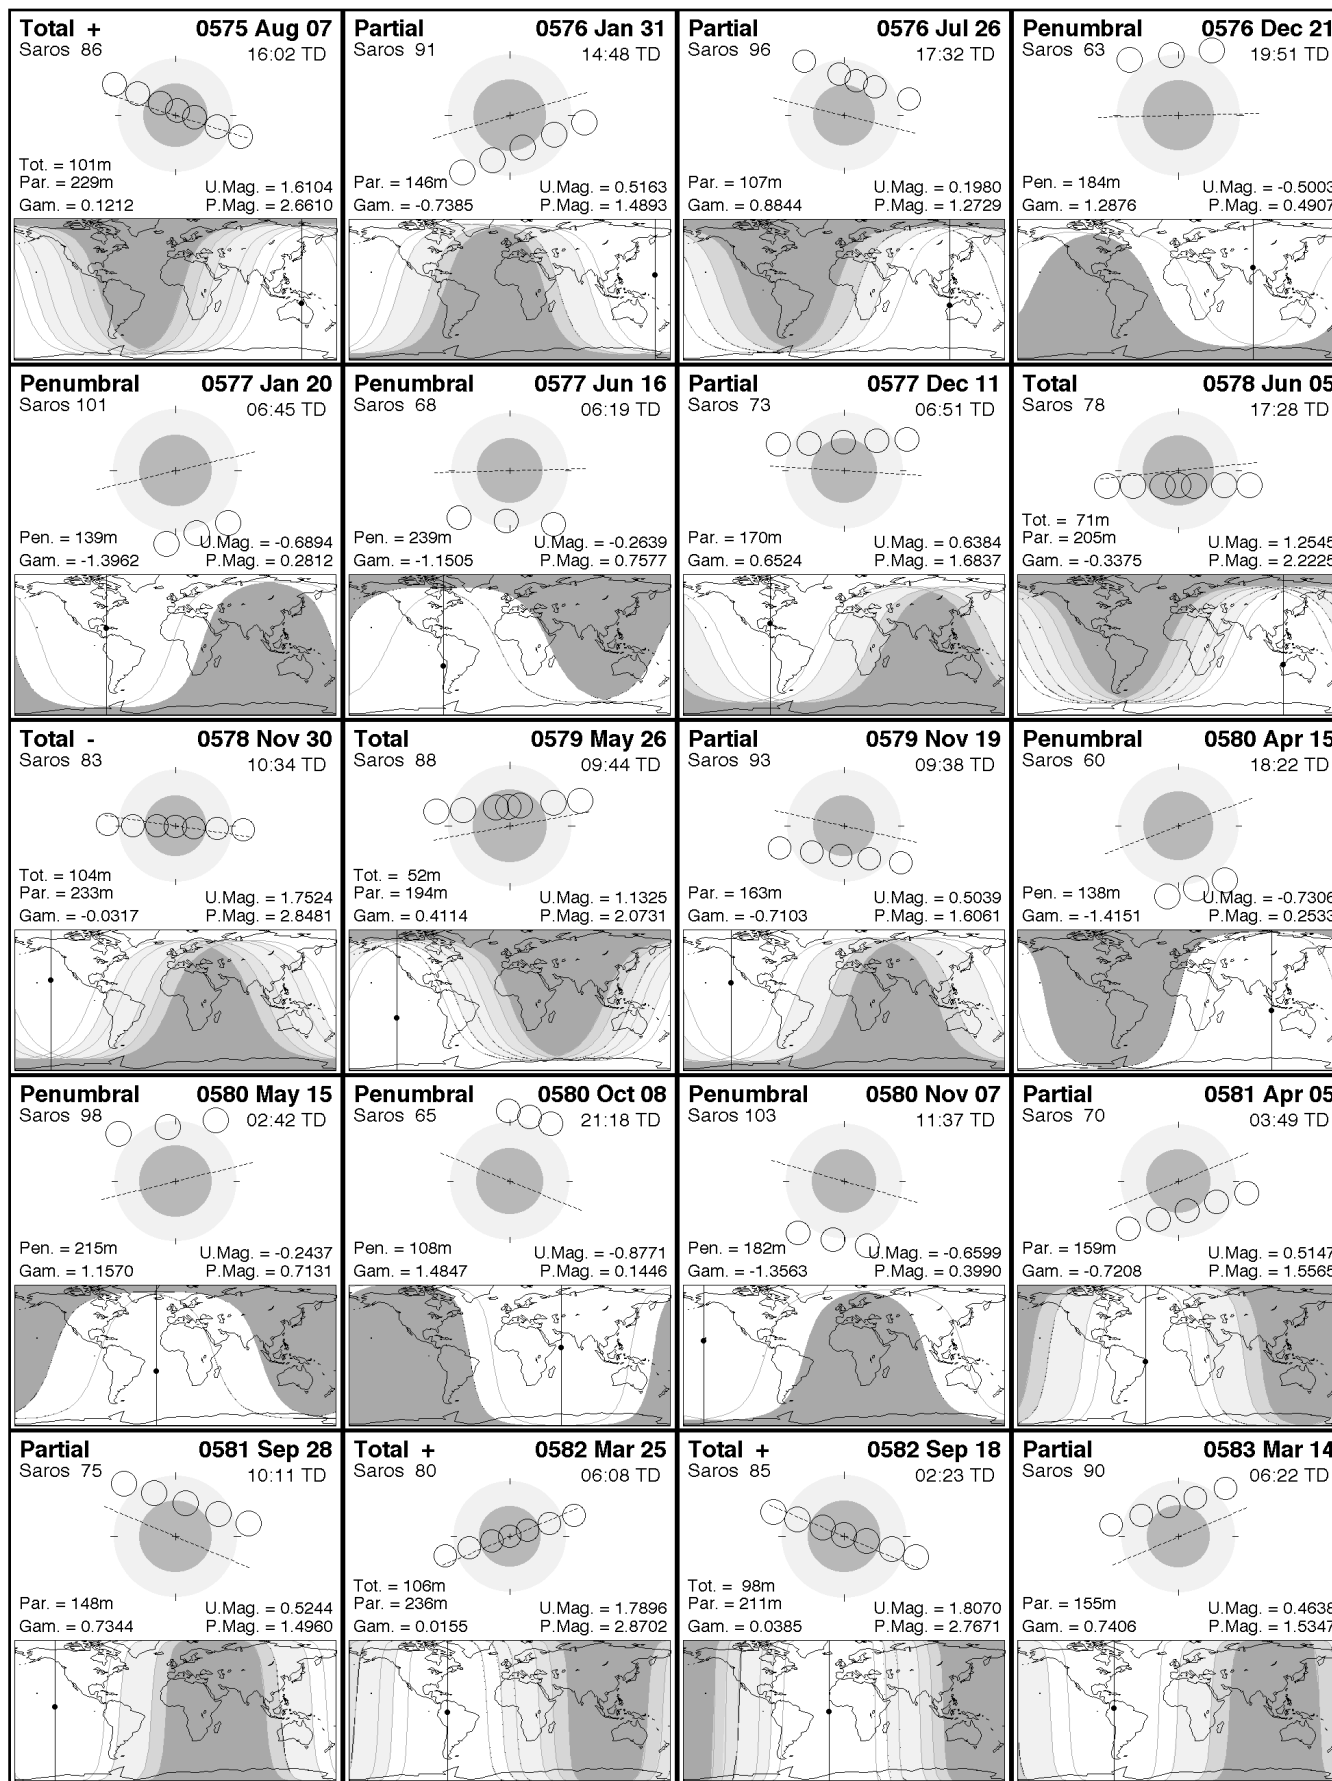 Total + 0575 Aug 07
Saros 86 16:02 TD
Tot. = 101m
Par. = 229m U.Mag. = 1.6104
Gam. = 0.1212 P.Mag. = 2.6610
Partial 0576 Jan 31
Saros 91 14:48 TD
Par. = 146m U.Mag. = 0.5163
Gam. = -0.7385 P.Mag. = 1.4893
Partial 0576 Jul 26
Saros 96 17:32 TD
Par. = 107m U.Mag. = 0.1980
Gam. = 0.8844 P.Mag. = 1.2729
Penumbral 0576 Dec 21
Saros 63 19:51 TD
Pen. = 184m U.Mag. = -0.5003
Gam. = 1.2876 P.Mag. = 0.4907
Penumbral 0577 Jan 20
Saros 101 06:45 TD
Pen. = 139m U.Mag. = -0.6894
Gam. = -1.3962 P.Mag. = 0.2812
Penumbral 0577 Jun 16
Saros 68 06:19 TD
Pen. = 239m U.Mag. = -0.2639
Gam. = -1.1505 P.Mag. = 0.7577
Partial 0577 Dec 11
Saros 73 06:51 TD
Par. = 170m U.Mag. = 0.6384
Gam. = 0.6524 P.Mag. = 1.6837
Total 0578 Jun 05
Saros 78 17:28 TD
Tot. = 71m
Par. = 205m U.Mag. = 1.2545
Gam. = -0.3375 P.Mag. = 2.2225
Total - 0578 Nov 30
Saros 83 10:34 TD
Tot. = 104m
Par. = 233m U.Mag. = 1.7524
Gam. = -0.0317 P.Mag. = 2.8481
Total 0579 May 26
Saros 88 09:44 TD
Tot. = 52m
Par. = 194m U.Mag. = 1.1325
Gam. = 0.4114 P.Mag. = 2.0731
Partial 0579 Nov 19
Saros 93 09:38 TD
Par. = 163m U.Mag. = 0.5039
Gam. = -0.7103 P.Mag. = 1.6061
Penumbral 0580 Apr 15
Saros 60 18:22 TD
Pen. = 138m U.Mag. = -0.7306
Gam. = -1.4151 P.Mag. = 0.2533
Penumbral 0580 May 15
Saros 98 02:42 TD
Pen. = 215m U.Mag. = -0.2437
Gam. = 1.1570 P.Mag. = 0.7131
Penumbral 0580 Oct 08
Saros 65 21:18 TD
Pen. = 108m U.Mag. = -0.8771
Gam. = 1.4847 P.Mag. = 0.1446
Penumbral 0580 Nov 07
Saros 103 11:37 TD
Pen. = 182m U.Mag. = -0.6599
Gam. = -1.3563 P.Mag. = 0.3990
Partial 0581 Apr 05
Saros 70 03:49 TD
Par. = 159m U.Mag. = 0.5147
Gam. = -0.7208 P.Mag. = 1.5565
Partial 0581 Sep 28
Saros 75 10:11 TD
Par. = 148m U.Mag. = 0.5244
Gam. = 0.7344 P.Mag. = 1.4960
Total + 0582 Mar 25
Saros 80 06:08 TD
Tot. = 106m
Par. = 236m U.Mag. = 1.7896
Gam. = 0.0155 P.Mag. = 2.8702
Total + 0582 Sep 18
Saros 85 02:23 TD
Tot. = 98m
Par. = 211m U.Mag. = 1.8070
Gam. = 0.0385 P.Mag. = 2.7671
Partial 0583 Mar 14
Saros 90 06:22 TD
Par. = 155m U.Mag. = 0.4638
Gam. = 0.7406 P.Mag. = 1.5347